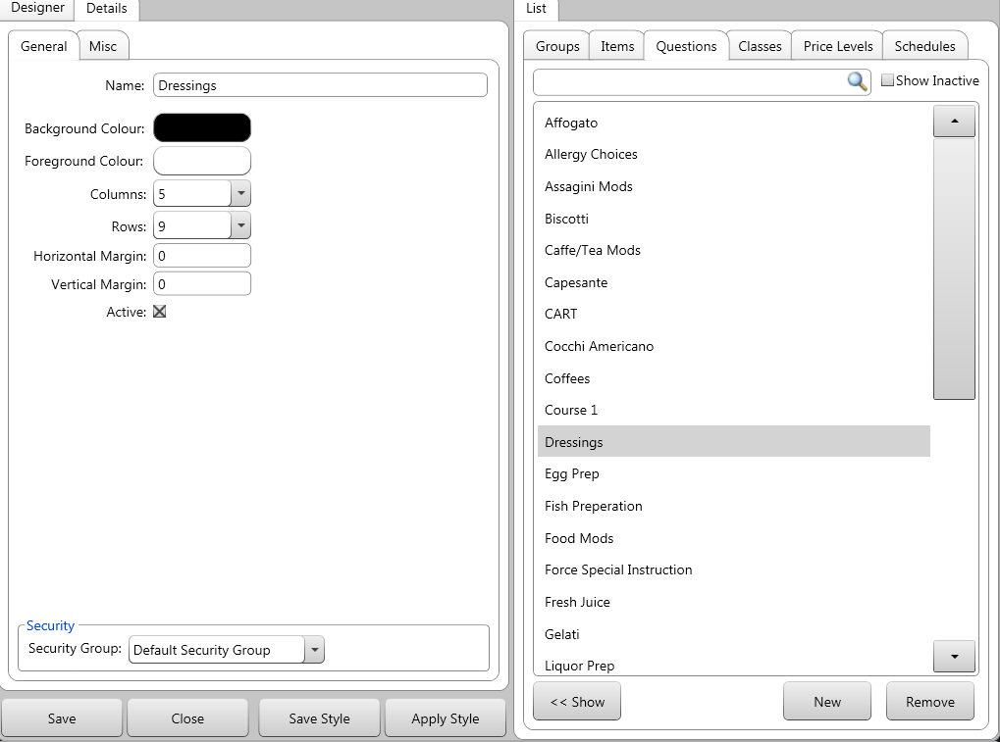 Designer Details
General Misc
Name: Dressings
Background Colour:
Foreground Colour:
Columns: 5
Rows: 9
Horizontal Margin: 0
Vertical Margin: 0
Active:
Security
Security Group: Default Security Group
Save Close Save Style Apply Style
List
Groups Items Questions Classes Price Levels Schedules
Show Inactive
Affogato
Allergy Choices
Assagini Mods
Biscotti
Caffe/Tea Mods
Capesante
CART
Cocchi Americano
Coffees
Course 1
Dressings
Egg Prep
Fish Preperation
Food Mods
Force Special Instruction
Fresh Juice
Gelati
Liquor Prep
<< Show New Remove